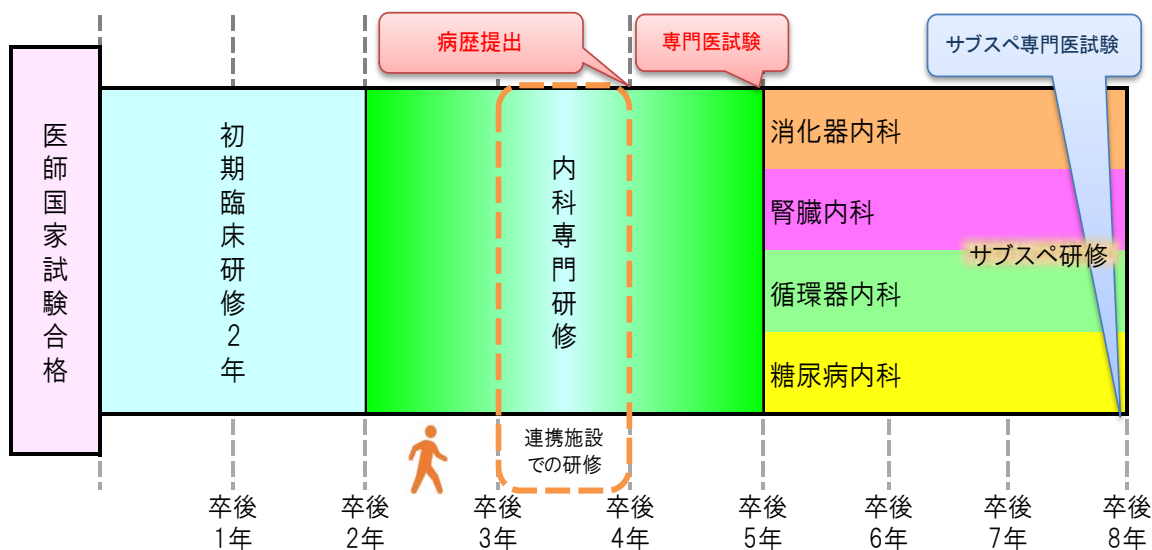 病歴提出
専門医試験
サブスペ専門医試験
医師国家試験合格
初期臨床研修2年
内科専門研修
消化器内科
腎臓内科
サブスペ研修
循環器内科
糖尿病内科
連携施設
での研修
卒後
1年
卒後
2年
卒後
3年
卒後
4年
卒後
5年
卒後
6年
卒後
7年
卒後
8年